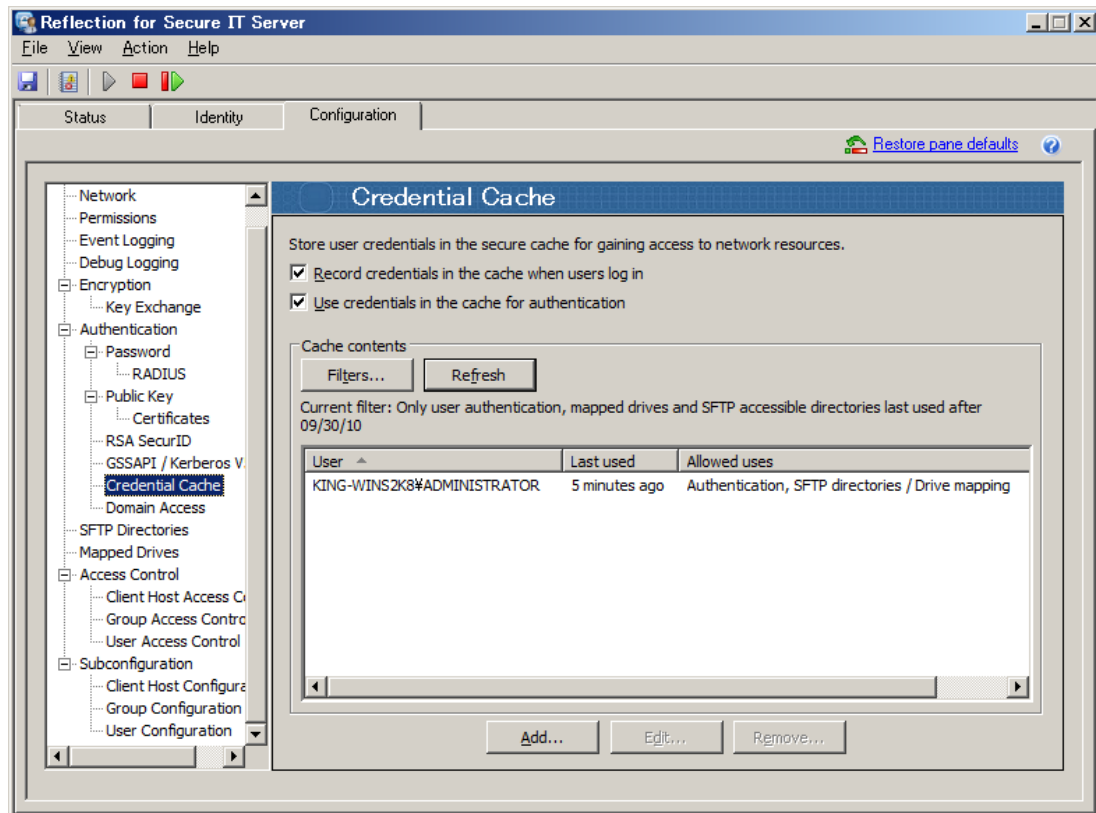 Reflection for Secure IT Server
File View Action Help
Status Identity Configuration
Restore pane defaults
Network
Permissions
Event Logging
Debug Logging
Encryption
Key Exchange
Authentication
Password
RADIUS
Public Key
Certificates
RSA SecurID
GSSAPI / Kerberos V
Credential Cache
Domain Access
SFTP Directories
Mapped Drives
Access Control
Client Host Access C
Group Access Contro
User Access Control
Subconfiguration
Client Host Configura
Group Configuration
User Configuration
Credential Cache
Store user credentials in the secure cache for gaining access to network resources.
Record credentials in the cache when users log in
Use credentials in the cache for authentication
Cache contents
Filters... Refresh
Current filter: Only user authentication, mapped drives and SFTP accessible directories last used after
09/30/10
User Last used Allowed uses
KING-WINS2K8¥ADMINISTRATOR 5 minutes ago Authentication, SFTP directories / Drive mapping
Add... Edit... Remove...